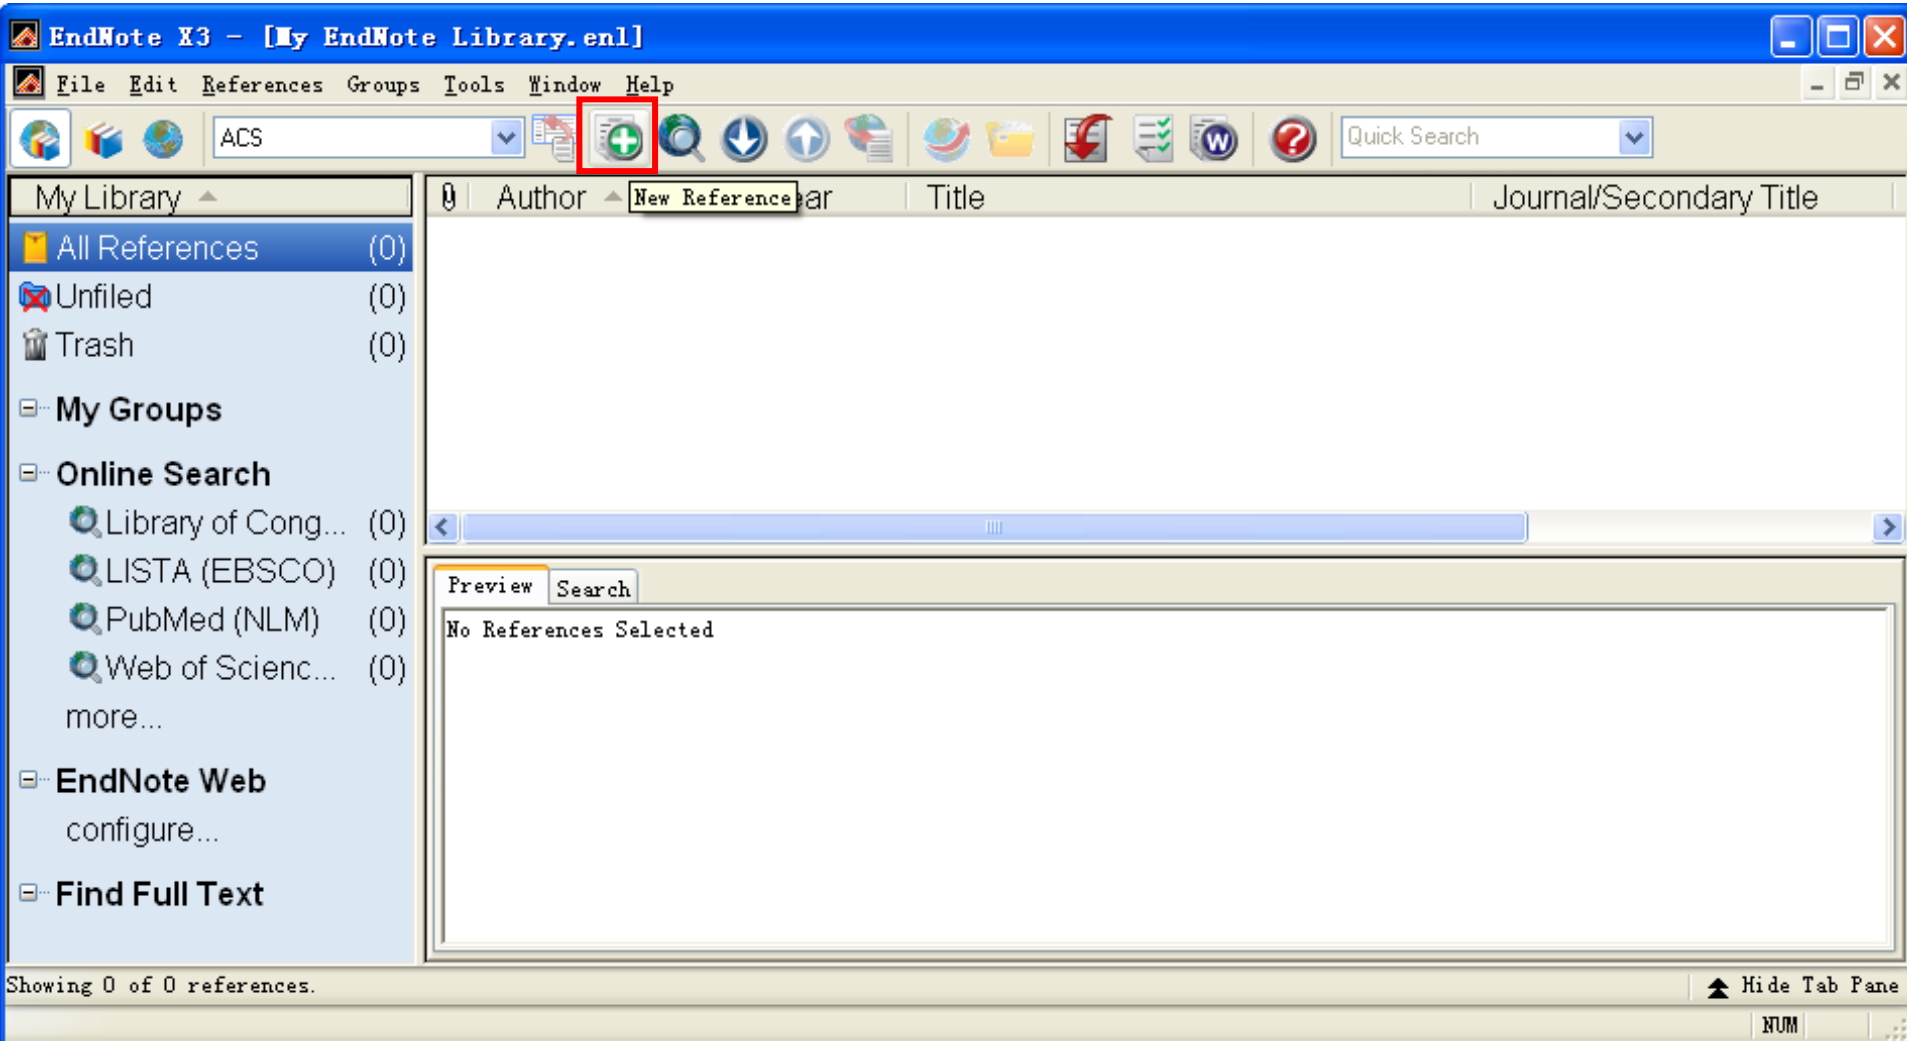 EndNote X3 - [My EndNote Library.enl]
File Edit References Groups Tools Window Help
ACS
Quick Search
My Library
Author
New Reference
ear
Title
Journal/Secondary Title
All References (0)
Unfiled (0)
Trash (0)
My Groups
Online Search
Library of Cong... (0)
LISTA (EBSCO) (0)
PubMed (NLM) (0)
Web of Scienc... (0)
more...
EndNote Web
configure...
Find Full Text
Preview Search
No References Selected
Showing 0 of 0 references.
Hide Tab Pane
NUM